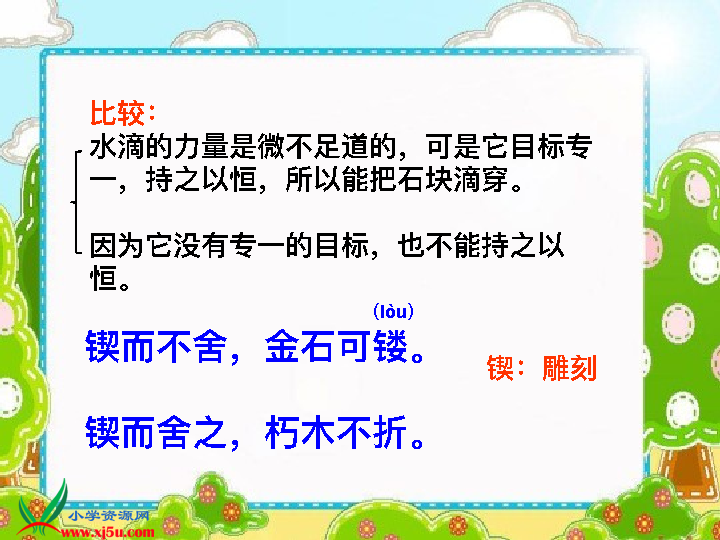 比较：
水滴的力量是微不足道的，可是它目标专
一，持之以恒，所以能把石块滴穿。
因为它没有专一的目标，也不能持之以
恒。
（lòu）
锲而不舍，金石可镂。
锲：雕刻
锲而舍之，朽木不折。
小学资源网
www.xj5u.com